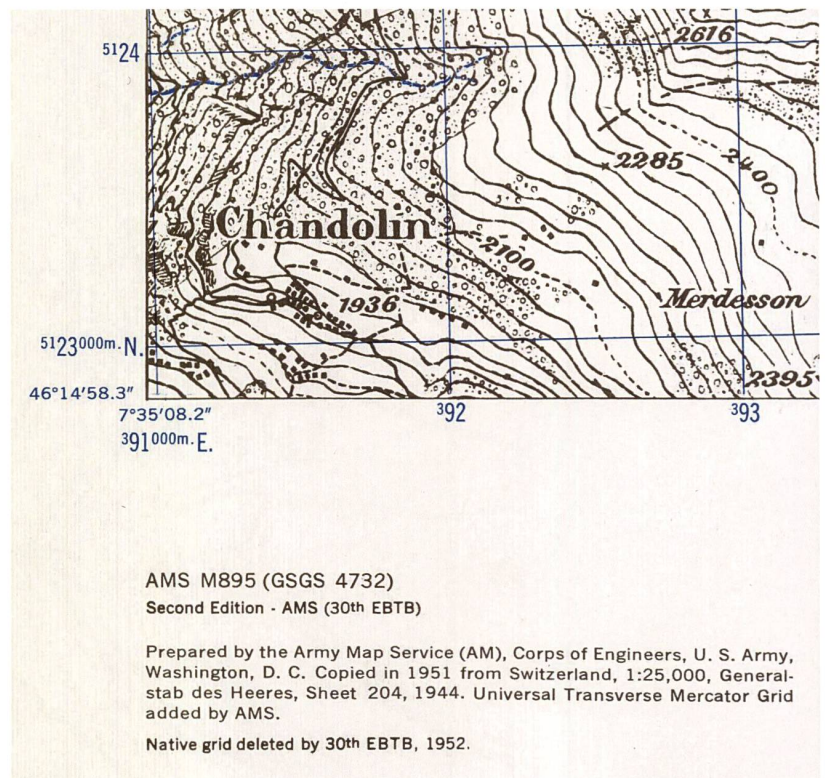 5124
2616
2285
2400
Chandolin
2100
1936
Merdesson
5123000m. N.
2395
46°14′58.3″
7°35′08.2″
392
393
391000m. E.
AMS M895 (GSGS 4732)
Second Edition - AMS (30th EBTB)
Prepared by the Army Map Service (AM), Corps of Engineers, U. S. Army,
Washington, D. C. Copied in 1951 from Switzerland, 1:25,000, General-
stab des Heeres, Sheet 204, 1944. Universal Transverse Mercator Grid
added by AMS.
Native grid deleted by 30th EBTB, 1952.